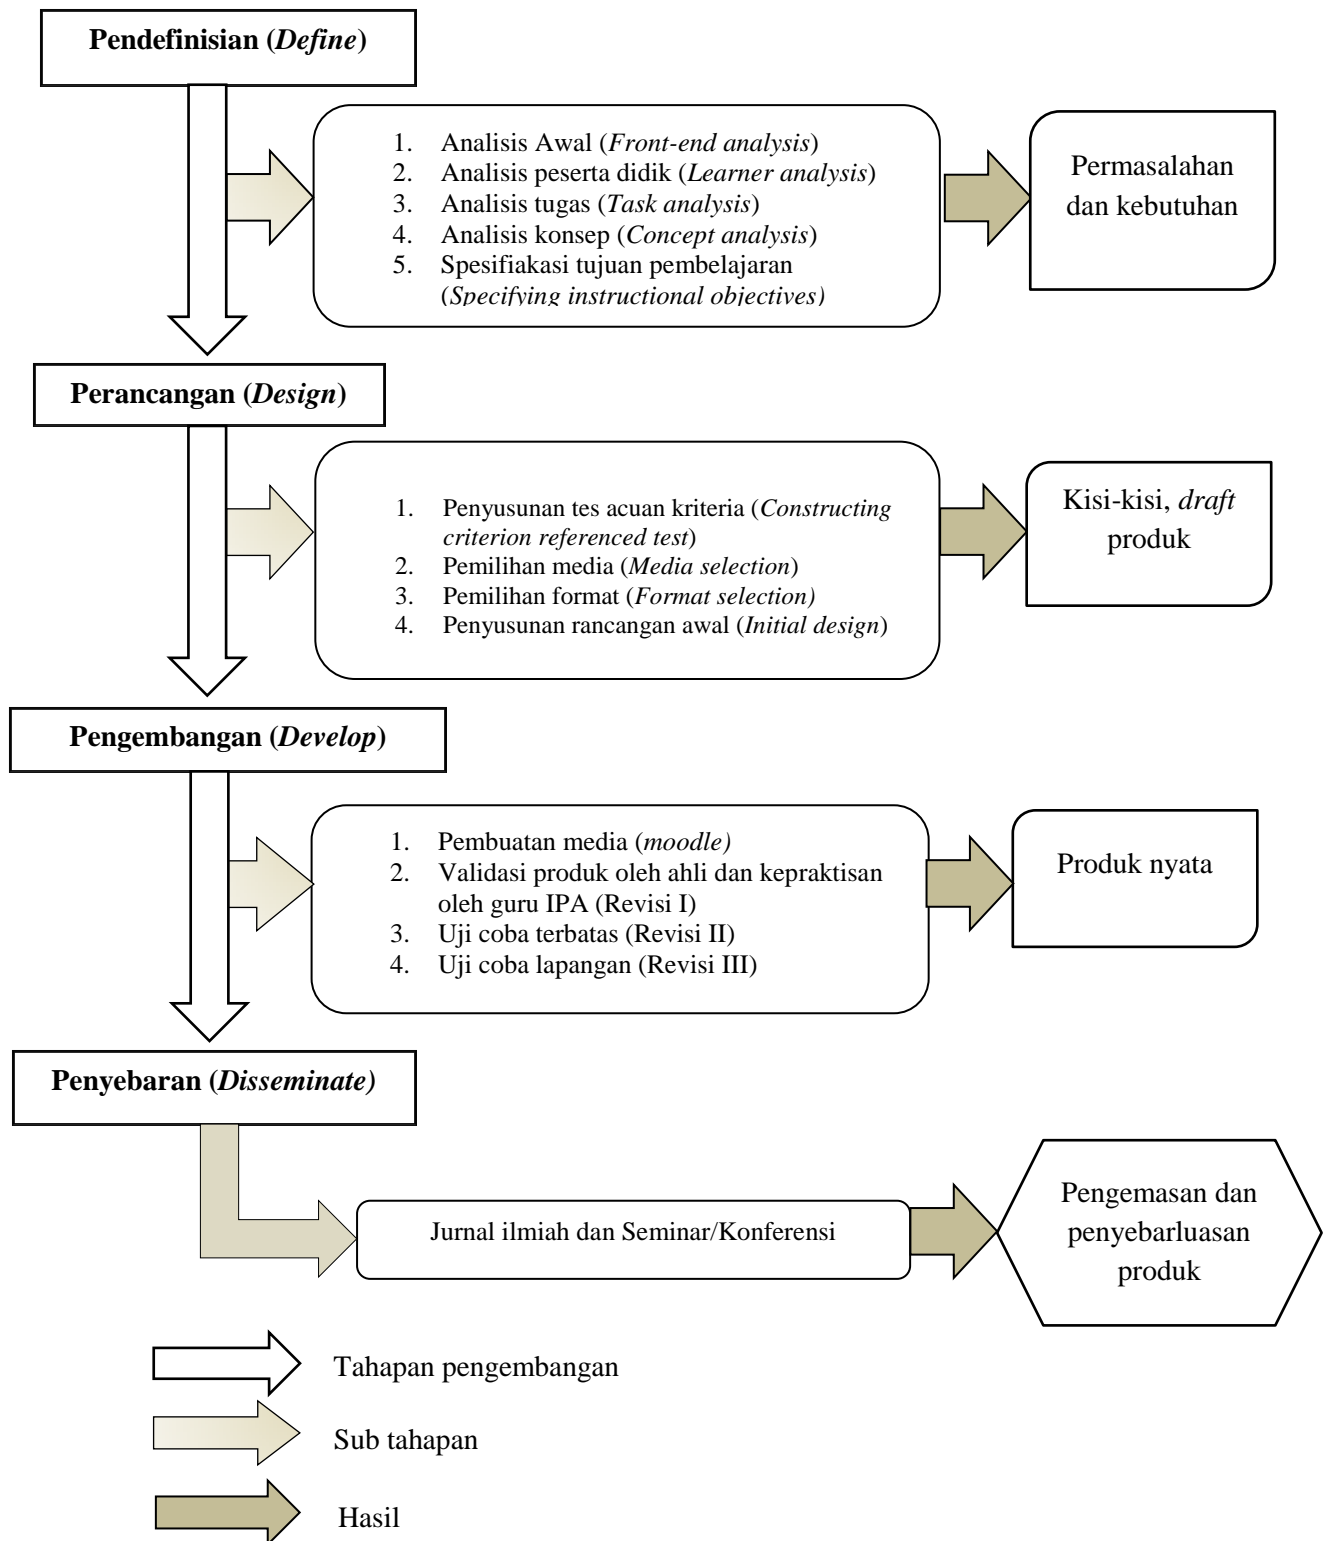 Pendefinisian (Define)
1. Analisis Awal (Front-end analysis)
2. Analisis peserta didik (Learner analysis)
3. Analisis tugas (Task analysis)
4. Analisis konsep (Concept analysis)
5. Spesifiakasi tujuan pembelajaran
(Specifying instructional objectives)
Permasalahan
dan kebutuhan
Perancangan (Design)
1. Penyusunan tes acuan kriteria (Constructing
criterion referenced test)
2. Pemilihan media (Media selection)
3. Pemilihan format (Format selection)
4. Penyusunan rancangan awal (Initial design)
Kisi-kisi, draft
produk
Pengembangan (Develop)
1. Pembuatan media (moodle)
2. Validasi produk oleh ahli dan kepraktisan
oleh guru IPA (Revisi I)
3. Uji coba terbatas (Revisi II)
4. Uji coba lapangan (Revisi III)
Produk nyata
Penyebaran (Disseminate)
Jurnal ilmiah dan Seminar/Konferensi
Pengemasan dan
penyebarluasan
produk
Tahapan pengembangan
Sub tahapan
Hasil